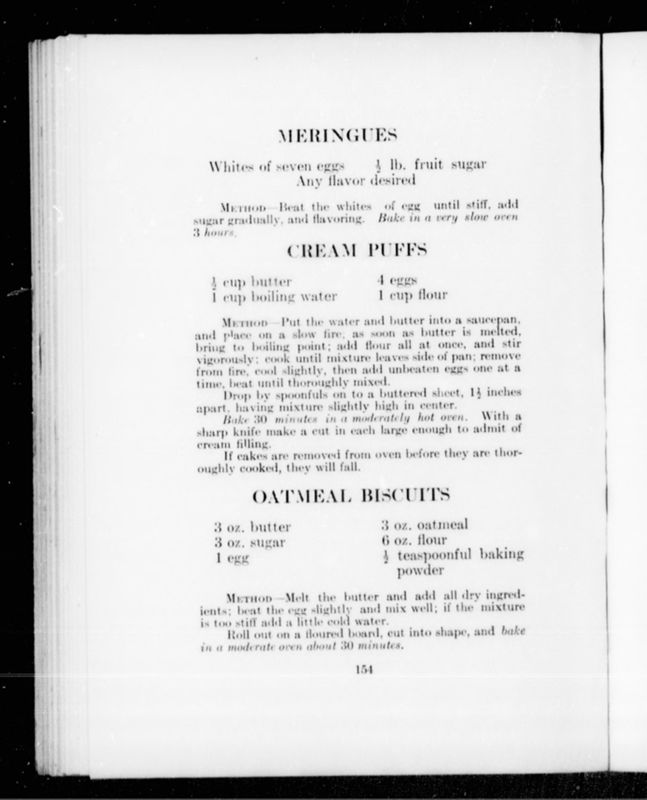 MERINGUES
Whites of seven eggs ½ lb. fruit sugar
Any flavor desired
METHOD—Beat the whites of egg until stiff, add
sugar gradually, and flavoring. Bake in a very slow oven
3 hours.
CREAM PUFFS
½ cup butter 4 eggs
1 cup boiling water 1 cup flour
METHOD—Put the water and butter into a saucepan,
and place on a slow fire; as soon as butter is melted,
bring to boiling point; add flour all at once, and stir
vigorously; cook until mixture leaves side of pan; remove
from fire, cool slightly, then add unbeaten eggs one at a
time, beat until thoroughly mixed.
Drop by spoonfuls on to a buttered sheet, 1½ inches
apart, having mixture slightly high in center.
Bake 30 minutes in a moderately hot oven. With a
sharp knife make a cut in each large enough to admit of
cream filling.
If cakes are removed from oven before they are thor-
oughly cooked, they will fall.
OATMEAL BISCUITS
3 oz. butter 3 oz. oatmeal
3 oz. sugar 6 oz. flour
1 egg ½ teaspoonful baking
powder
METHOD—Melt the butter and add all dry ingred-
ients; beat the egg slightly and mix well; if the mixture
is too stiff add a little cold water.
Roll out on a floured board, cut into shape, and bake
in a moderate oven about 30 minutes.
154